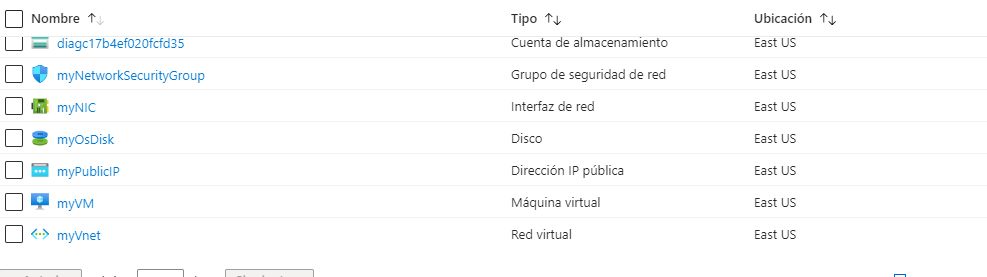 Nombre Tipo Ubicación
diagc17b4ef020fcfd35 Cuenta de almacenamiento East US
myNetworkSecurityGroup Grupo de seguridad de red East US
myNIC Interfaz de red East US
myOsDisk Disco East US
myPublicIP Dirección IP pública East US
myVM Máquina virtual East US
myVnet Red virtual East US